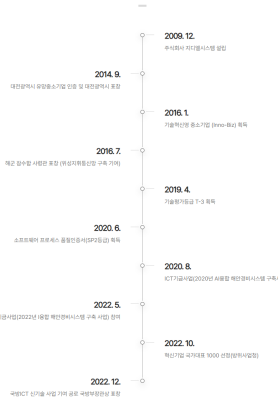 2009. 12.
주식회사 지디엘시스템 설립
2014. 9.
대전광역시 유망중소기업 인증 및 대전광역시 표창
2016. 1.
기술혁신형 중소기업 (Inno-Biz) 획득
2016. 7.
해군 잠수함 사령관 표창 (위성지휘통신망 구축 기여)
2019. 4.
기술평가등급 T-3 획득
2020. 6.
소프트웨어 프로세스 품질인증서(SP2등급) 획득
2020. 8.
ICT기금사업(2020년 AI융합 해안경비시스템 구축
2022. 5.
금사업(2022년 I융합 해안경비시스템 구축 사업) 참여
2022. 10.
혁신기업 국가대표 1000 선정(방위사업청)
2022. 12.
국방ICT 신기술 사업 기여 공로 국방부장관상 표창